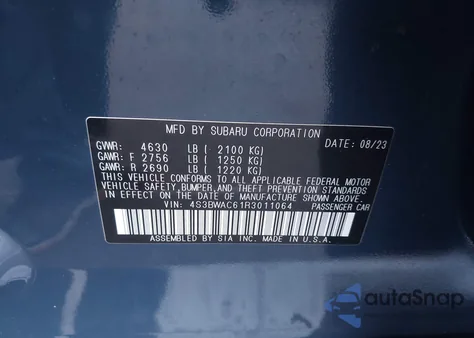 MFD BY SUBARU CORPORATION DATE: 08/23
GWVR: 4630 LB ( 2100 KG)
GAWR: F 2756 LB ( 1250 KG)
GAWR: R 2690 LB ( 1220 KG)
THIS VEHICLE CONFORMS TO ALL APPLICABLE FEDERAL MOTOR
VEHICLE SAFETY, BUMPER, AND THEFT PREVENTION STANDARDS
IN EFFECT ON THE DATE OF MANUFACTURE SHOWN ABOVE.
VIN: 4S3BWAC61R3011064 PASSENGER CAR
ASSEMBLED BY SIA INC. MADE IN U.S.A.
autoSnap